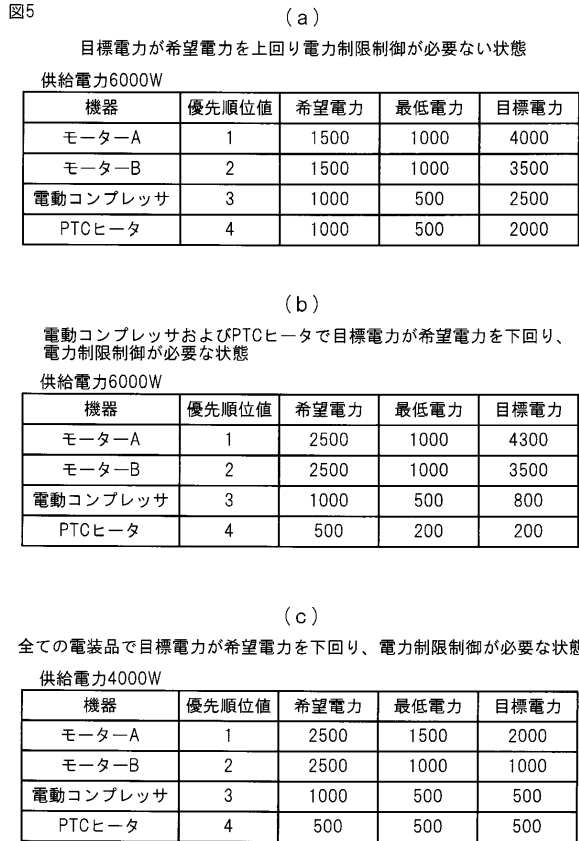 図5
(a)
目標電力が希望電力を上回り電力制限制御が必要ない状態
供給電力6000W
機器 優先順位値 希望電力 最低電力 目標電力
モーターA 1 1500 1000 4000
モーターB 2 1500 1000 3500
電動コンプレッサ 3 1000 500 2500
PTCヒータ 4 1000 500 2000
(b)
電動コンプレッサおよびPTCヒータで目標電力が希望電力を下回り、
電力制限制御が必要な状態
供給電力6000W
機器 優先順位値 希望電力 最低電力 目標電力
モーターA 1 2500 1000 4300
モーターB 2 2500 1000 3500
電動コンプレッサ 3 1000 500 800
PTCヒータ 4 500 200 200
(c)
全ての電装品で目標電力が希望電力を下回り、電力制限制御が必要な状態
供給電力4000W
機器 優先順位値 希望電力 最低電力 目標電力
モーターA 1 2500 1500 2000
モーターB 2 2500 1000 1000
電動コンプレッサ 3 1000 500 500
PTCヒータ 4 500 500 500